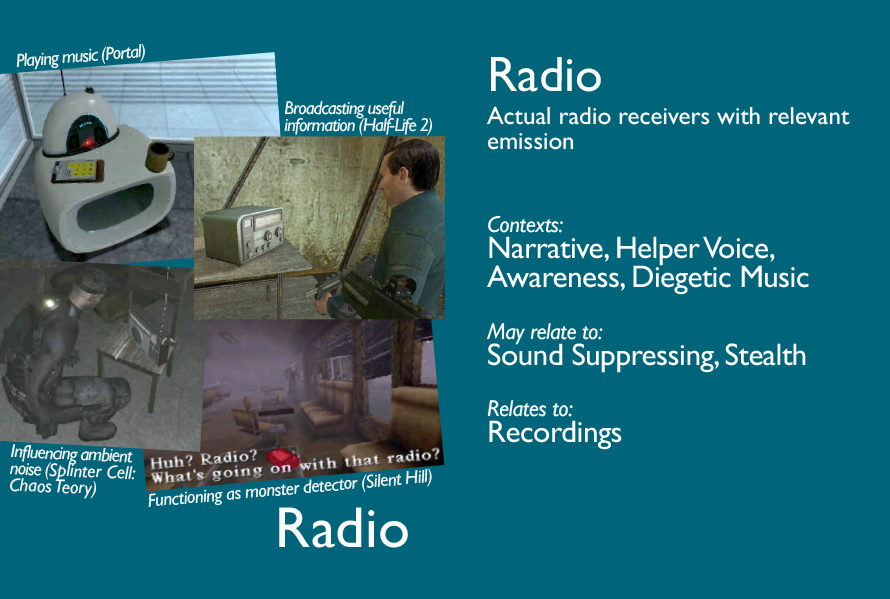 Playing music (Portal)
Broadcasting useful
information (Half-Life 2)
Influencing ambient
noise (Splinter Cell:
Chaos Teory)
Huh? Radio?
What's going on with that radio?
Functioning as monster detector (Silent Hill)
Radio
Radio
Actual radio receivers with relevant
emission
Contexts:
Narrative, Helper Voice,
Awareness, Diegetic Music
May relate to:
Sound Suppressing, Stealth
Relates to:
Recordings